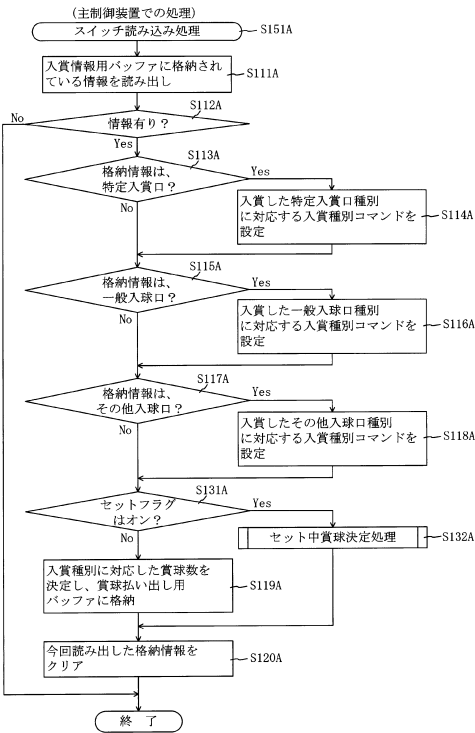 (主制御装置での処理)
スイッチ読み込み処理
S151A
入賞情報用バッファに格納され
ている情報を読み出し
S111A
情報有り？
S112A
No
Yes
格納情報は、
特定入賞口？
S113A
Yes
No
入賞した特定入賞口種別
に対応する入賞種別コマンドを
設定
S114A
格納情報は、
一般入球口？
S115A
Yes
No
入賞した一般入球口種別
に対応する入賞種別コマンドを
設定
S116A
格納情報は、
その他入球口？
S117A
Yes
No
入賞したその他入球口種別
に対応する入賞種別コマンドを
設定
S118A
セットフラグ
はオン？
S131A
Yes
No
セット中賞球決定処理
S132A
入賞種別に対応した賞球数を
決定し、賞球払い出し用
バッファに格納
S119A
今回読み出した格納情報を
クリア
S120A
終 了